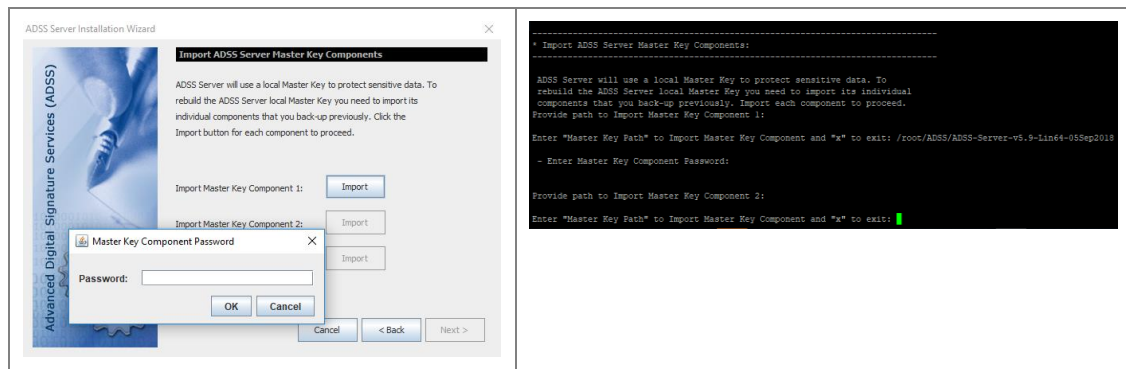 ADSS Server Installation Wizard
Advanced Digital Signature Services (ADSS)
Import ADSS Server Master Key Components
ADSS Server will use a local Master Key to protect sensitive data. To
rebuild the ADSS Server local Master Key you need to import its
individual components that you back-up previously. Click the
Import button for each component to proceed.
Import Master Key Component 1:
Import
Import Master Key Component 2:
Import
Import
Master Key Component Password
Password:
OK
Cancel
Cancel
< Back
Next >
* Import ADSS Server Master Key Components:
ADSS Server will use a local Master Key to protect sensitive data. To
rebuild the ADSS Server local Master Key you need to import its individual
components that you back-up previously. Import each component to proceed.
Provide path to Import Master Key Component 1:
Enter "Master Key Path" to Import Master Key Component and "x" to exit: /root/ADSS/ADSS-Server-v5.9-Lin64-05Sep2018
- Enter Master Key Component Password:
Provide path to Import Master Key Component 2:
Enter "Master Key Path" to Import Master Key Component and "x" to exit: